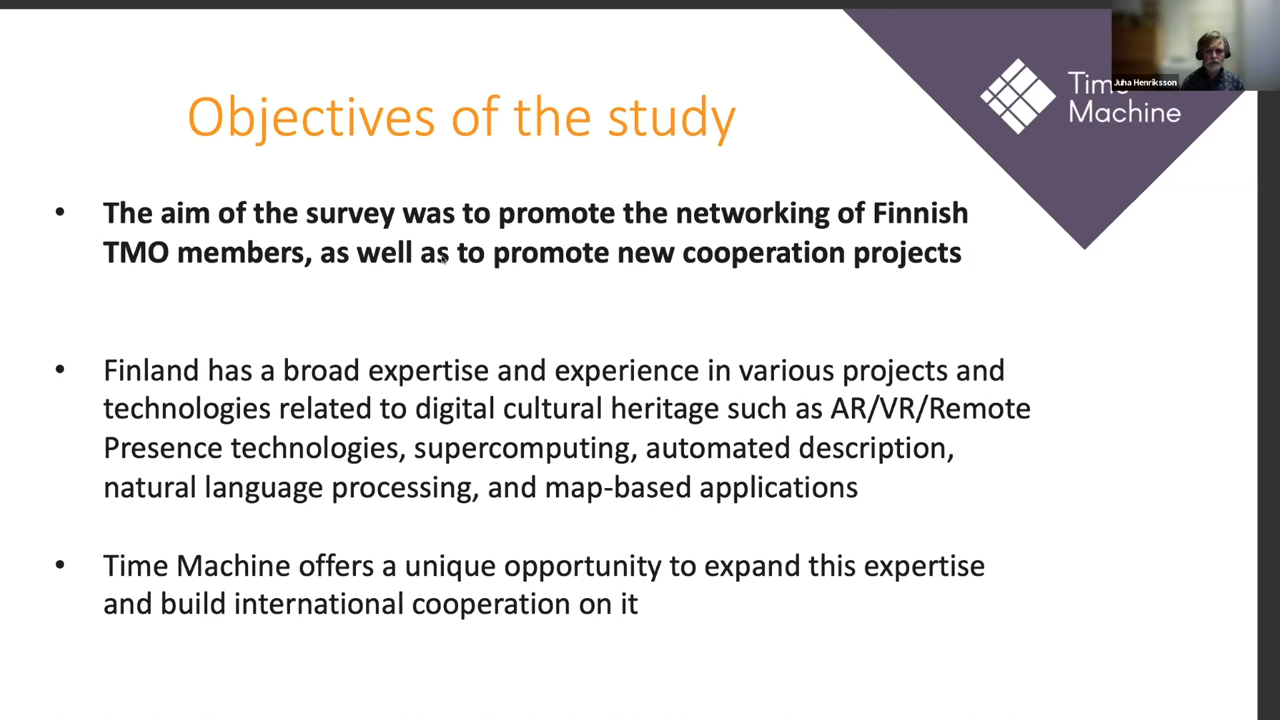 Juha Henriksson
Time
Machine
Objectives of the study
• The aim of the survey was to promote the networking of Finnish
TMO members, as well as to promote new cooperation projects
• Finland has a broad expertise and experience in various projects and
technologies related to digital cultural heritage such as AR/VR/Remote
Presence technologies, supercomputing, automated description,
natural language processing, and map-based applications
• Time Machine offers a unique opportunity to expand this expertise
and build international cooperation on it